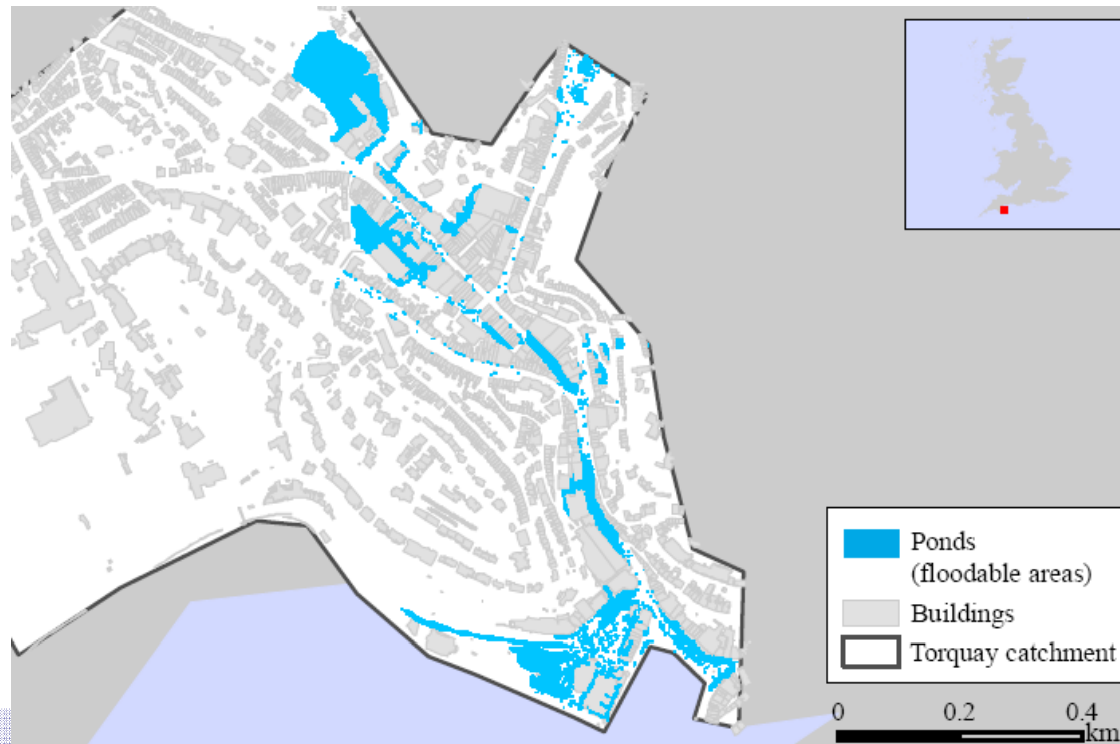 Ponds
(floodable areas)
Buildings
Torquay catchment
0 0.2 0.4
km